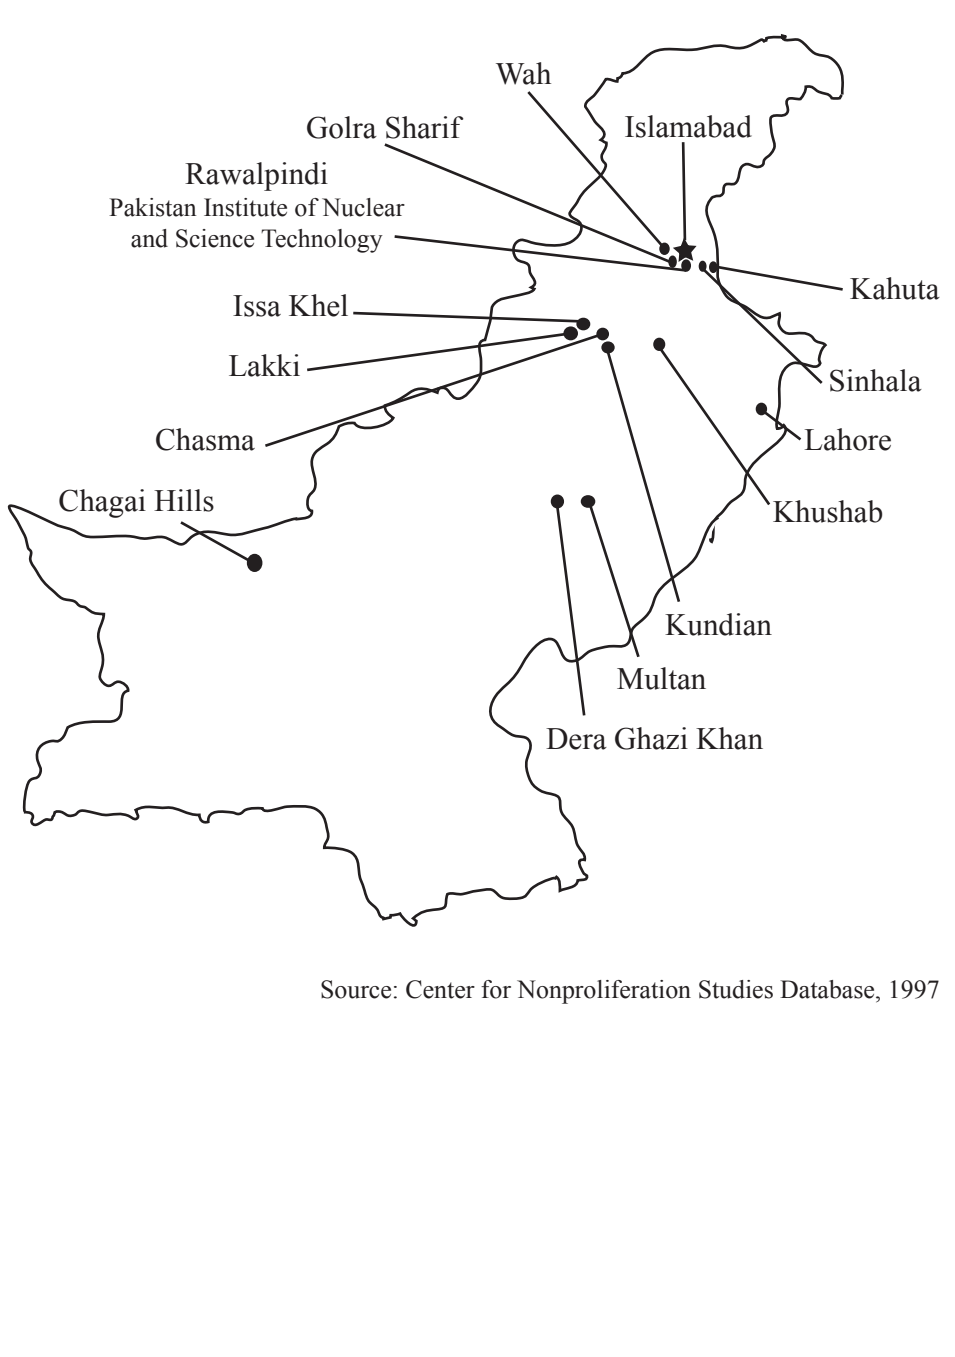 Wah
Golra Sharif
Islamabad
Rawalpindi
Pakistan Institute of Nuclear
and Science Technology
Kahuta
Issa Khel
Lakki
Sinhala
Chasma
Lahore
Chagai Hills
Khushab
Kundian
Multan
Dera Ghazi Khan
Source: Center for Nonproliferation Studies Database, 1997